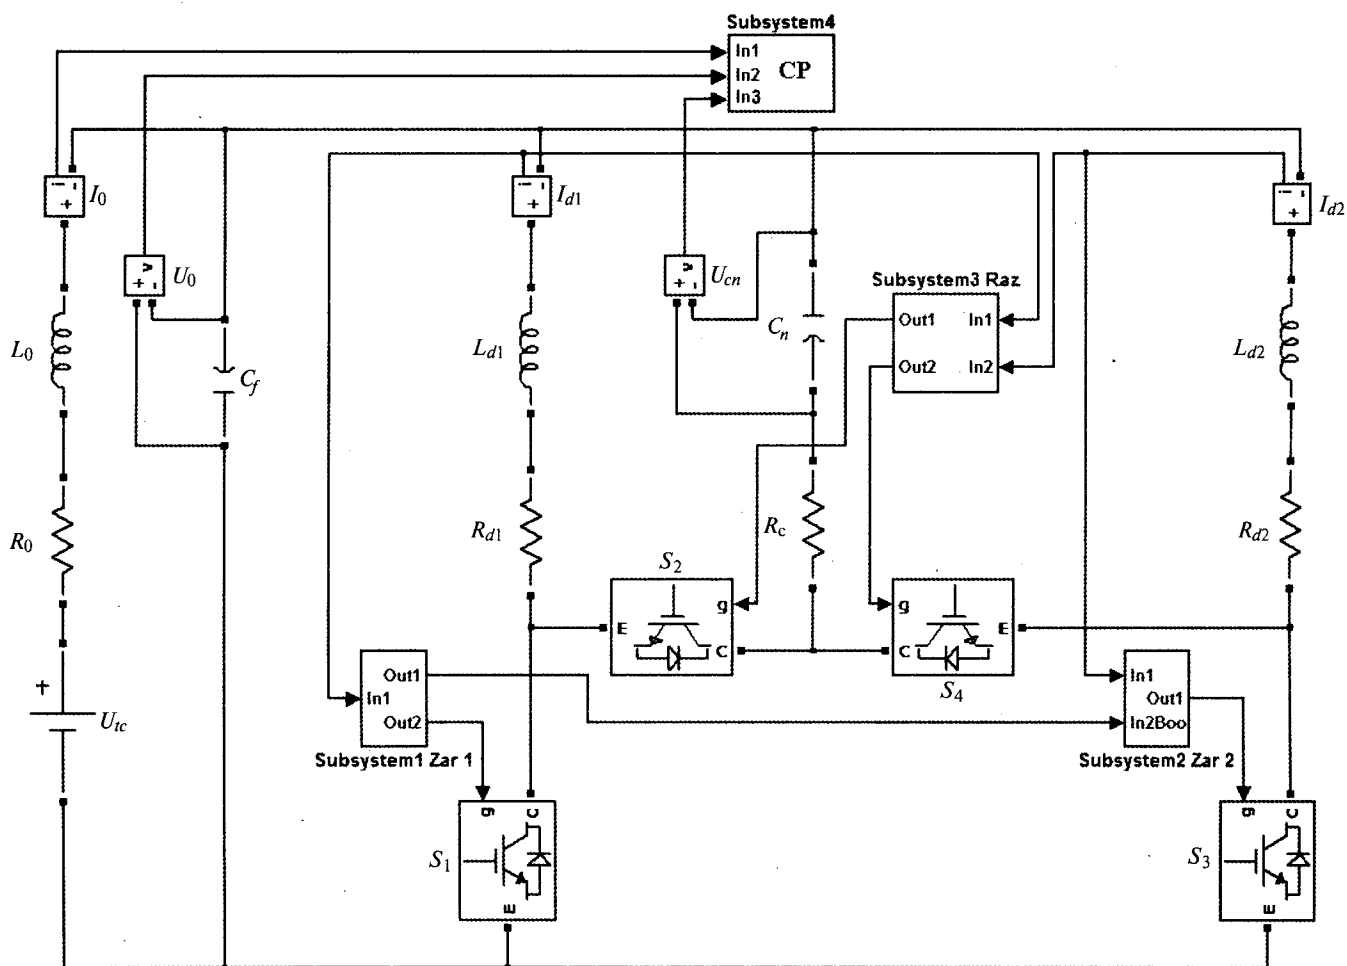 Subsystem4
In1
In2
In3
CP
i
-
+
I0
i
-
+
Id1
i
-
+
Id2
v
+
-
U0
v
+
-
Ucn
Subsystem3 Raz
Out1
In1
Out2
In2
L0
Cf
Ld1
Cn
Ld2
R0
Rd1
Rc
Rd2
S2
g
E
C
g
E
C
S4
+
Utc
Out1
In1
Out2
Subsystem1 Zar 1
In1
Out1
In2Boo
Subsystem2 Zar 2
g
C
S1
E
g
C
S3
E